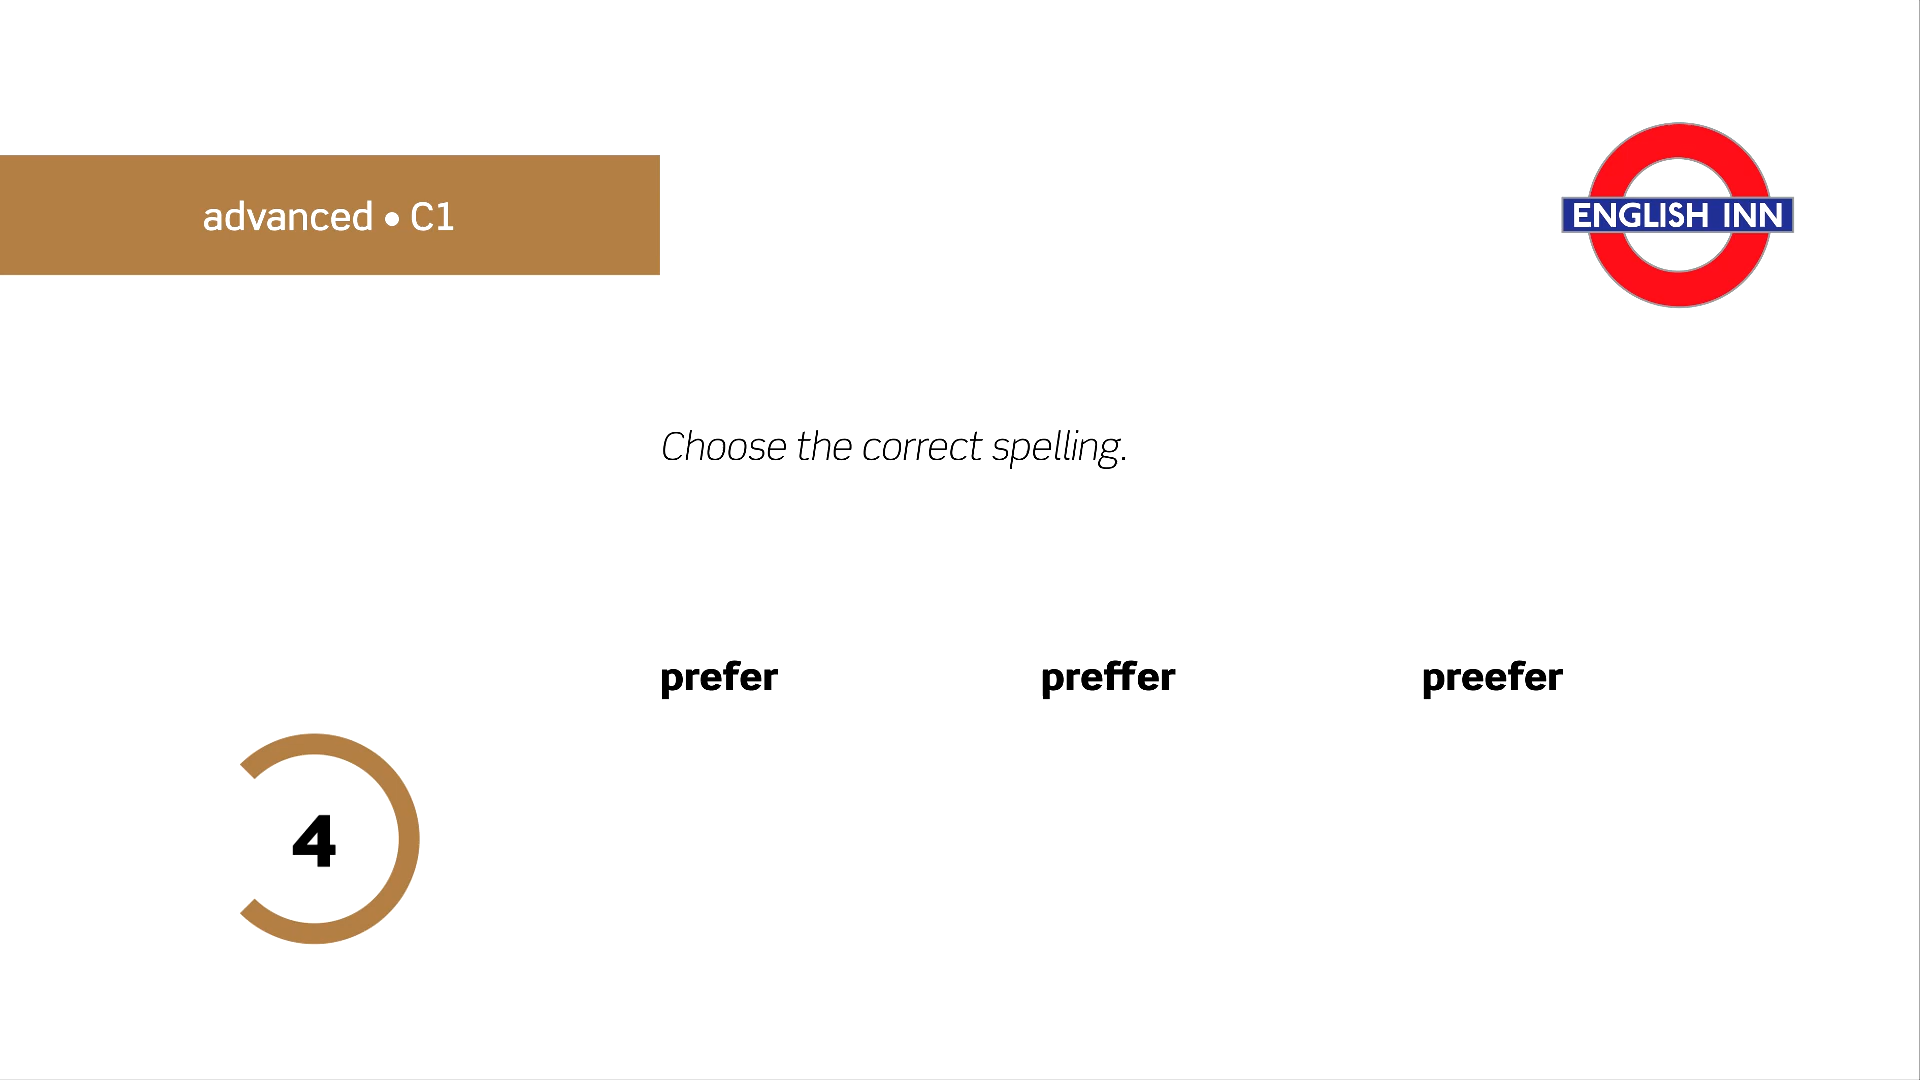 advanced • C1
ENGLISH INN
Choose the correct spelling.
prefer preffer preefer
4